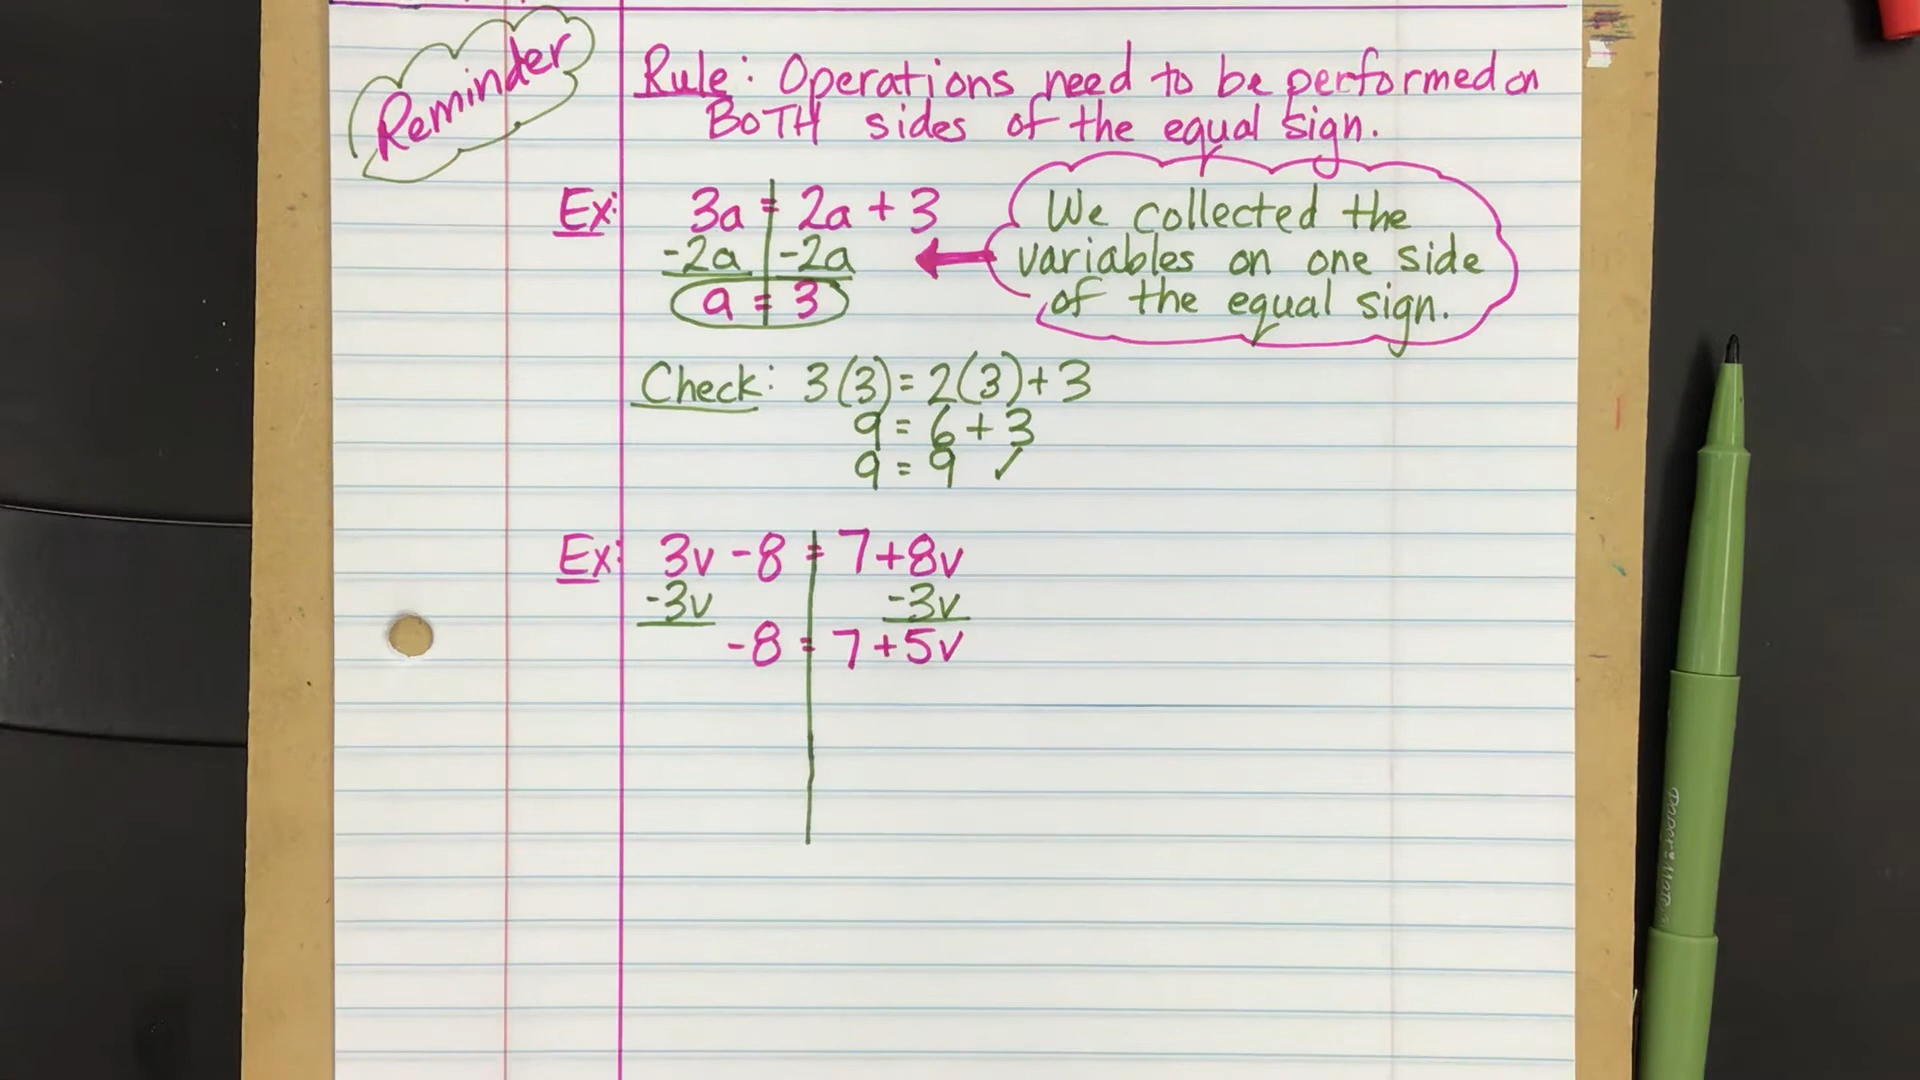 Reminder
Rule: Operations need to be performed on
BOTH sides of the equal sign.
Ex: 3a = 2a + 3
-2a -2a
a = 3
We collected the
variables on one side
of the equal sign.
Check: 3(3) = 2(3) + 3
9 = 6 + 3
9 = 9 ✓
Ex: 3v - 8 = 7 + 8v
-3v -3v
-8 = 7 + 5v
Paper:Mate